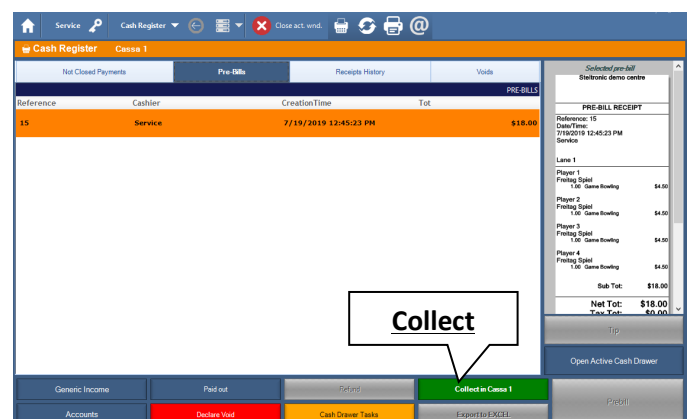 Service Cash Register Close act. wnd.
Cash Register Cassa 1
Not Closed Payments Pre-Bills Receipts History Voids
PRE-BILLS
Reference Cashier CreationTime Tot
15 Service 7/19/2019 12:45:23 PM $18.00
Selected pre-bill
Steltronic demo centre
PRE-BILL RECEIPT
Reference: 15
Date/Time:
7/19/2019 12:45:23 PM
Service
Lane 1
Player 1
Freitag Spiel
1.00 Game Bowling $4.50
Player 2
Freitag Spiel
1.00 Game Bowling $4.50
Player 3
Freitag Spiel
1.00 Game Bowling $4.50
Player 4
Freitag Spiel
1.00 Game Bowling $4.50
Sub Tot: $18.00
Net Tot: $18.00
Tax Tot: $0.00
Collect
Tip
Open Active Cash Drawer
Generic Income Paid out Refund Collect in Cassa 1
Prebill
Accounts Declare Void Cash Drawer Tasks Export to EXCEL